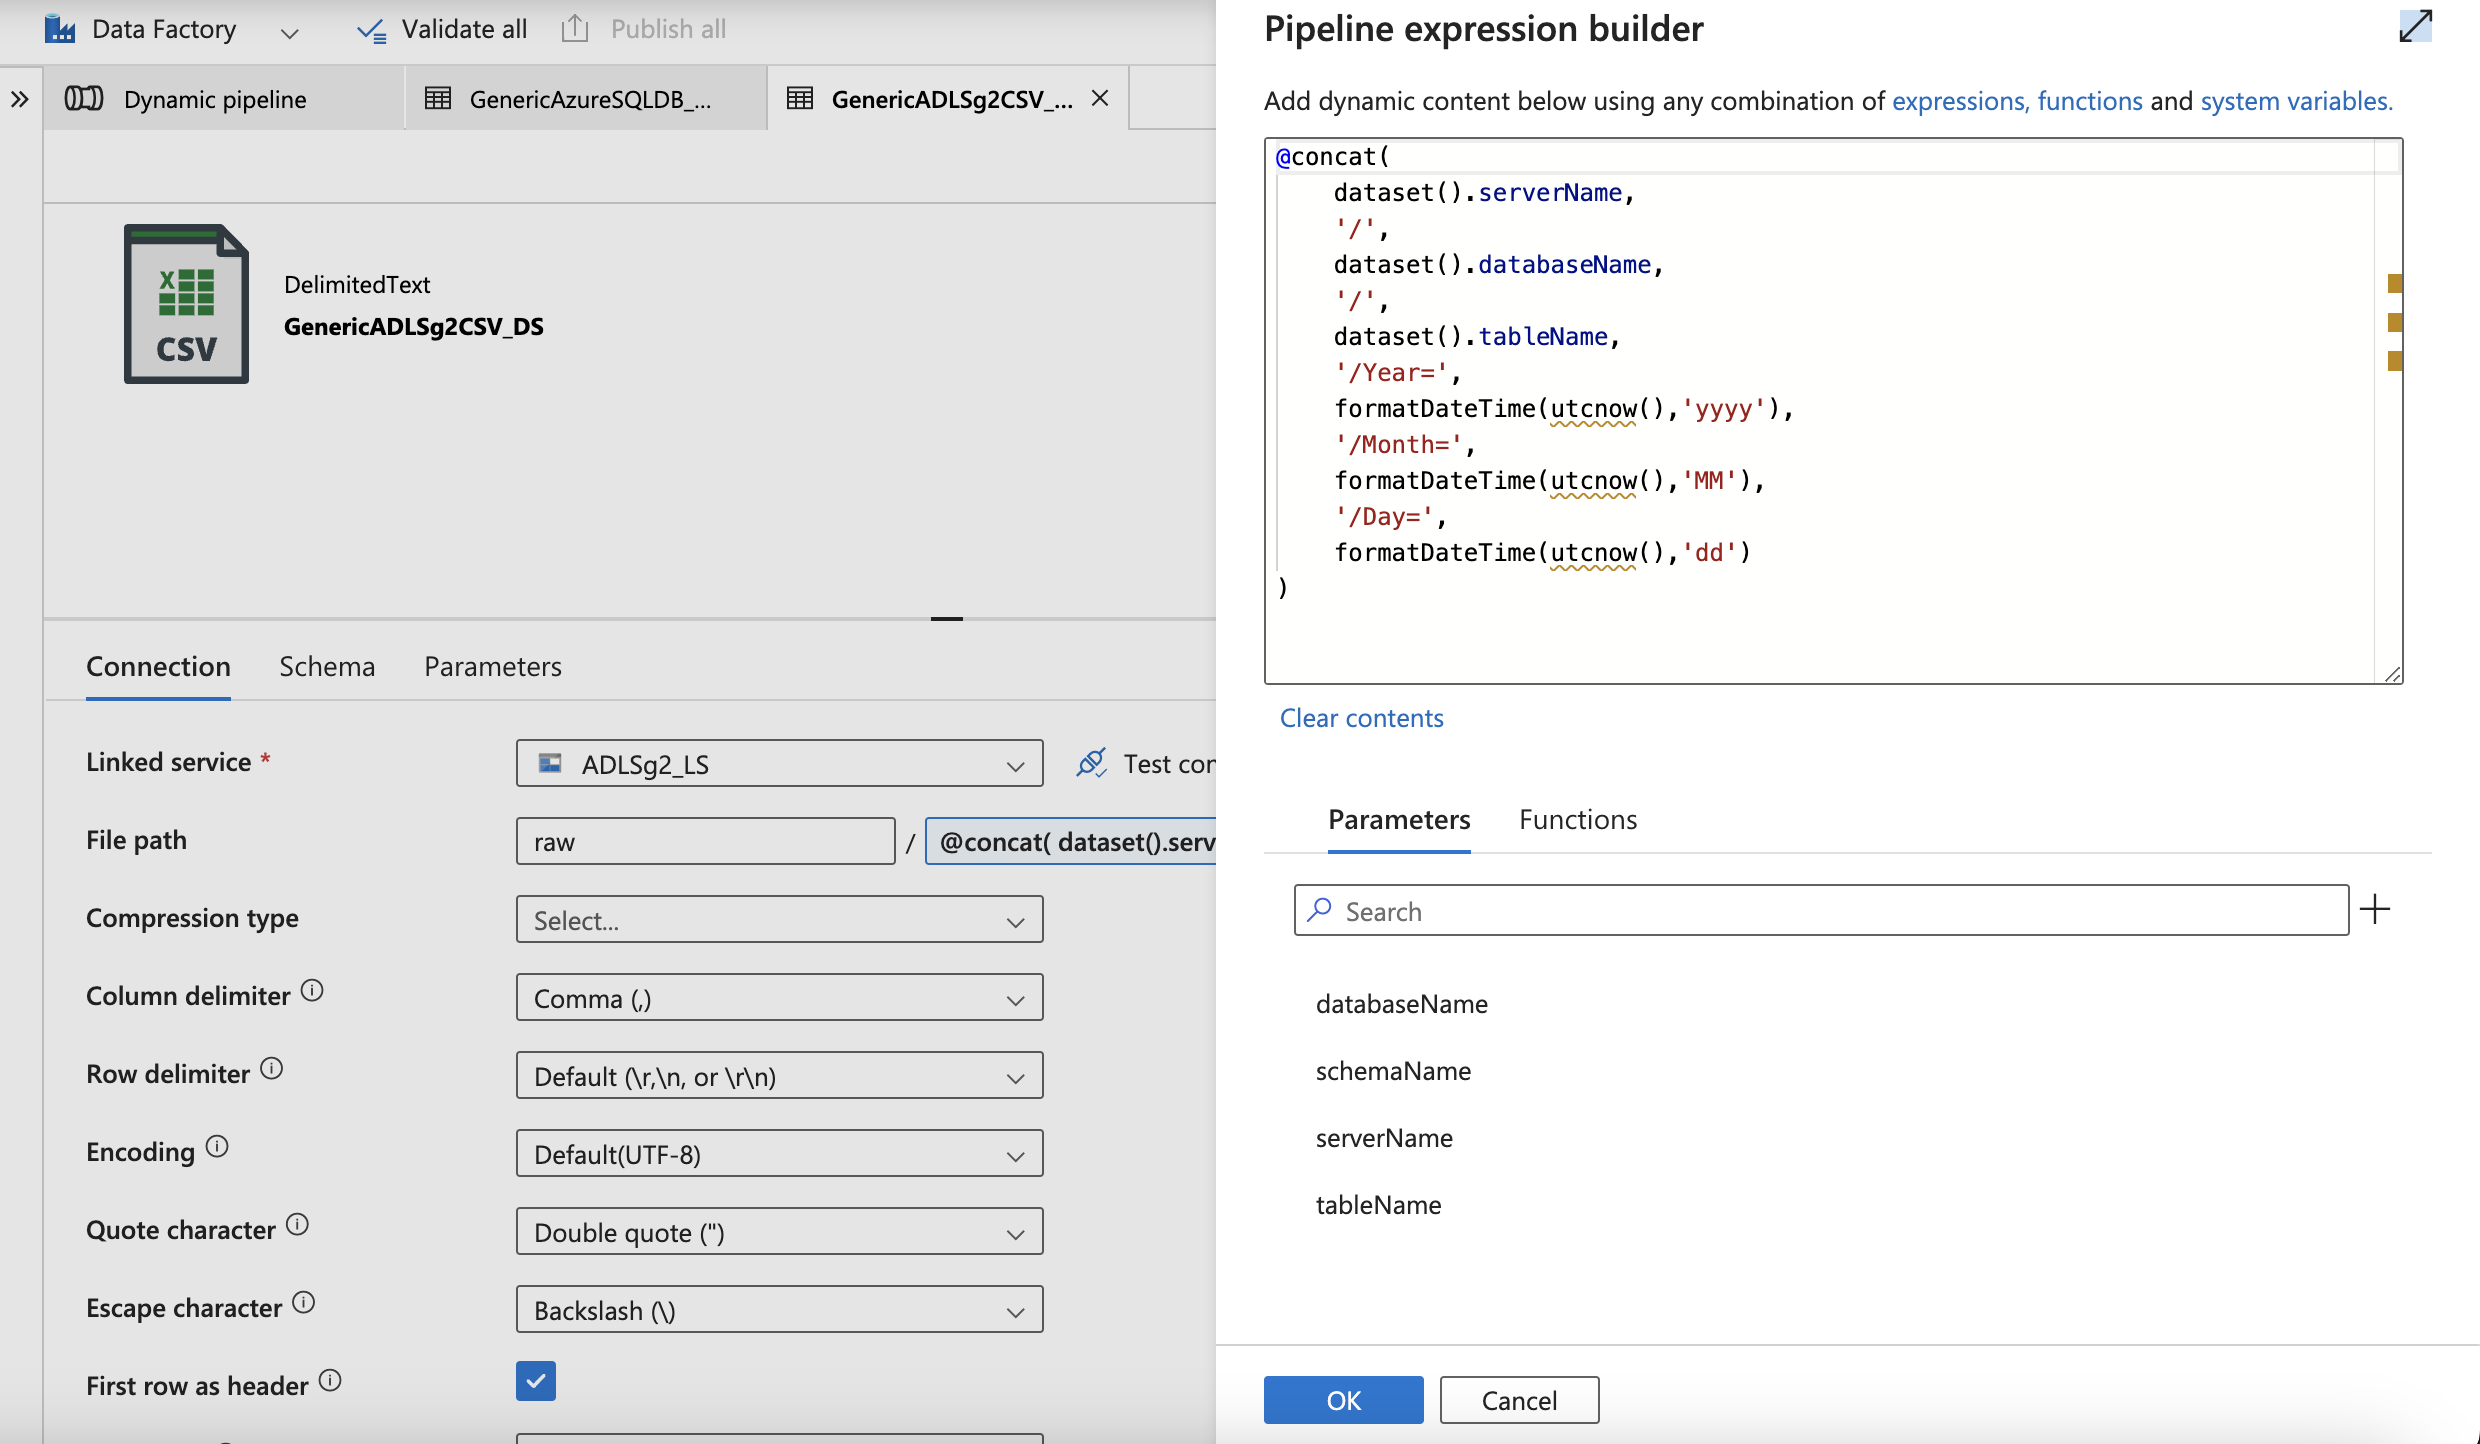 Data Factory
Validate all
Publish all
Dynamic pipeline
GenericAzureSQLDB_...
GenericADLSg2CSV_...
X
CSV
DelimitedText
GenericADLSg2CSV_DS
Connection
Schema
Parameters
Linked service *
ADLSg2_LS
Test con
File path
raw
/
@concat( dataset().serv
Compression type
Select...
Column delimiter
Comma (,)
Row delimiter
Default (\r,\n, or \r\n)
Encoding
Default(UTF-8)
Quote character
Double quote (")
Escape character
Backslash (\)
First row as header
Pipeline expression builder
Add dynamic content below using any combination of expressions, functions and system variables.
@concat(
dataset().serverName,
'/',
dataset().databaseName,
'/',
dataset().tableName,
'/Year=',
formatDateTime(utcnow(),'yyyy'),
'/Month=',
formatDateTime(utcnow(),'MM'),
'/Day=',
formatDateTime(utcnow(),'dd')
)
Clear contents
Parameters
Functions
Search
databaseName
schemaName
serverName
tableName
OK
Cancel